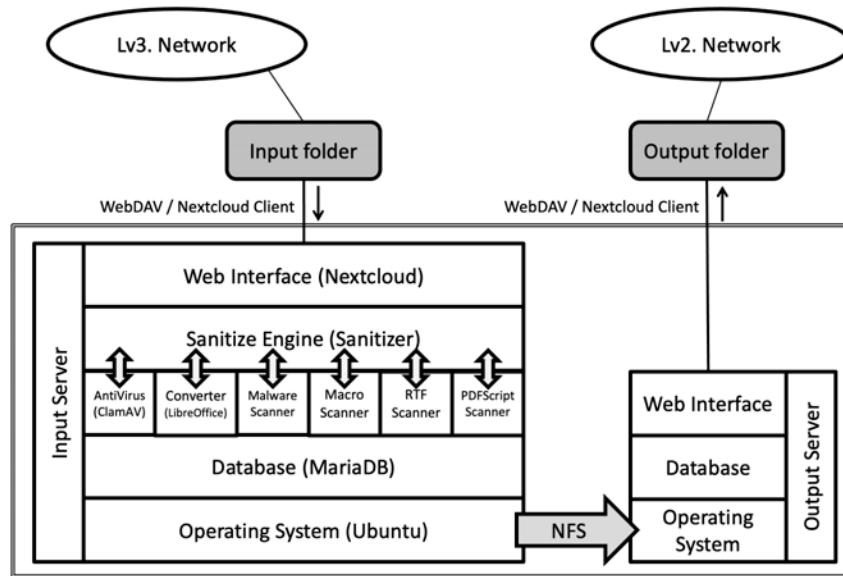 Lv3. Network
Lv2. Network
Input folder
Output folder
WebDAV / Nextcloud Client
WebDAV / Nextcloud Client
Input Server
Web Interface (Nextcloud)
Sanitize Engine (Sanitizer)
AntiVirus
(ClamAV)
Converter
(LibreOffice)
Malware
Scanner
Macro
Scanner
RTF
Scanner
PDFScript
Scanner
Database (MariaDB)
Operating System (Ubuntu)
NFS
Web Interface
Database
Operating
System
Output Server